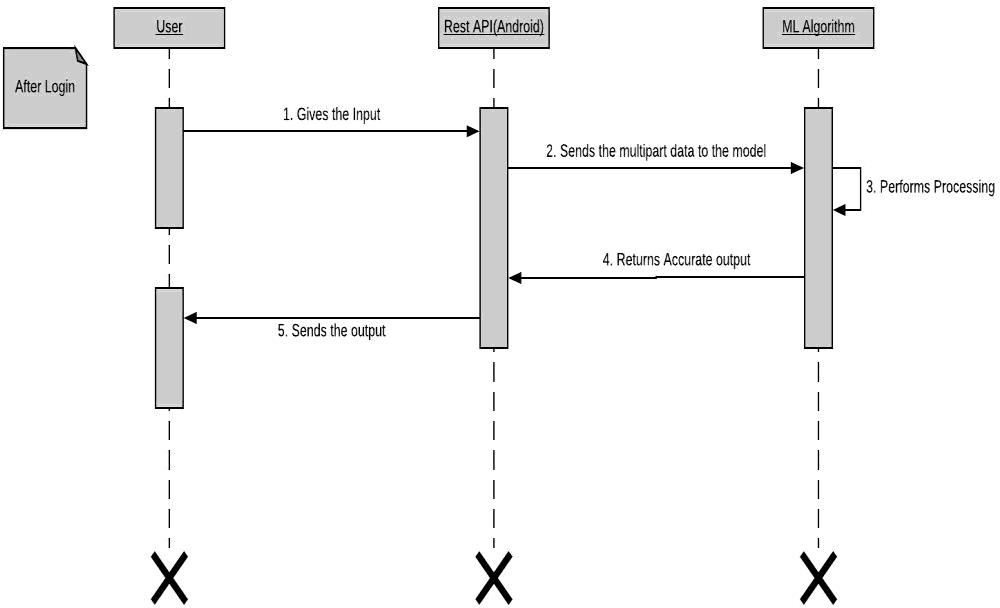 User
Rest API(Android)
ML Algorithm
After Login
1. Gives the Input
2. Sends the multipart data to the model
3. Performs Processing
4. Returns Accurate output
5. Sends the output